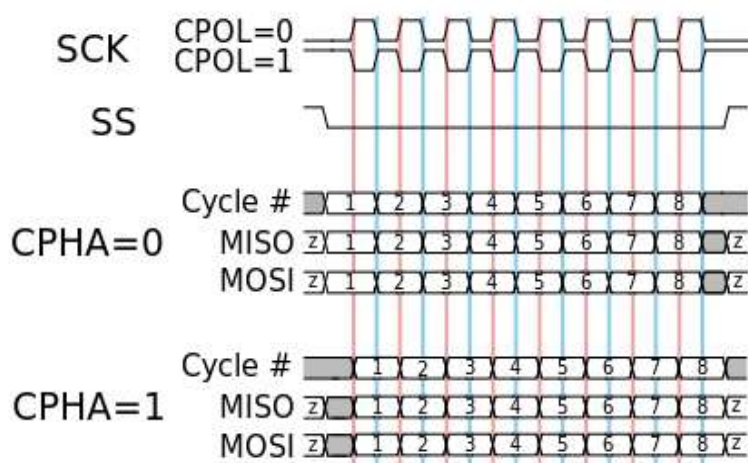 SCK CPOL=0
CPOL=1
SS
Cycle # 1 2 3 4 5 6 7 8
CPHA=0
MISO z 1 2 3 4 5 6 7 8 z
MOSI z 1 2 3 4 5 6 7 8 z
Cycle # 1 2 3 4 5 6 7 8
CPHA=1
MISO z 1 2 3 4 5 6 7 8 z
MOSI z 1 2 3 4 5 6 7 8 z